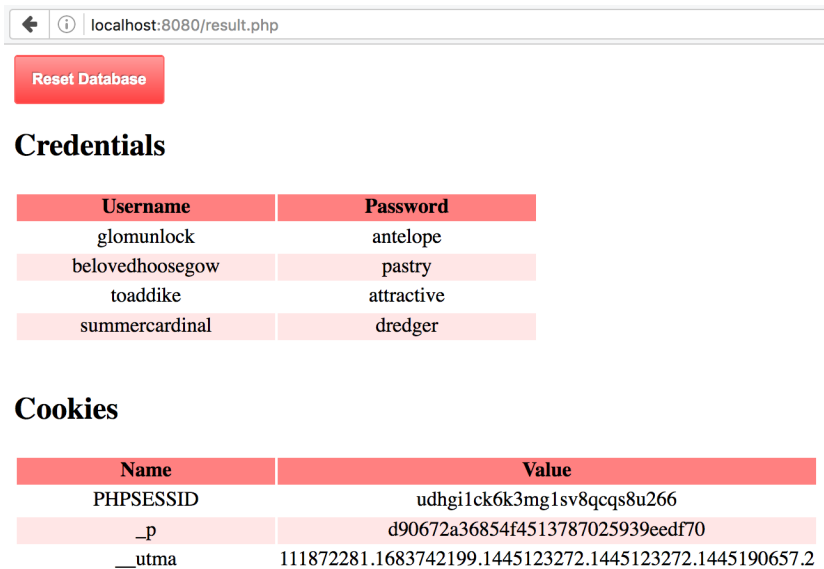 localhost:8080/result.php
Reset Database
Credentials
Username Password
glomunlock antelope
belovedhoosegow pastry
toaddike attractive
summercardinal dredger
Cookies
Name Value
PHPSESSID udhgi1ck6k3mg1sv8qcqs8u266
_p d90672a36854f4513787025939eedf70
__utma 111872281.1683742199.1445123272.1445123272.1445190657.2